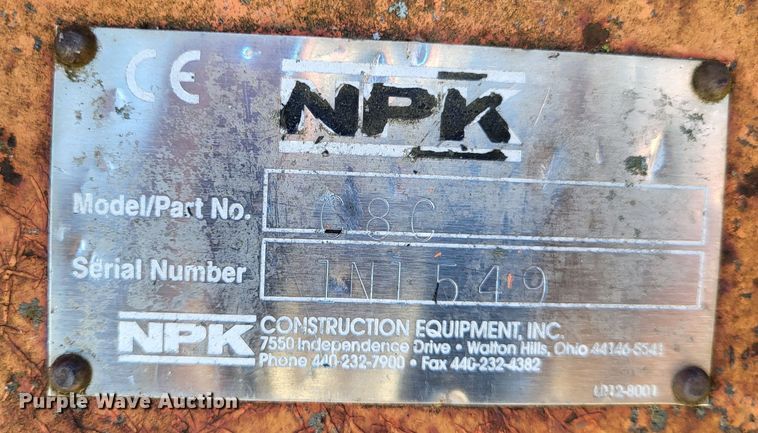 CE
NPK
Model/Part No. C8C
Serial Number 1N1549
NPK CONSTRUCTION EQUIPMENT, INC.
7550 Independence Drive • Walton Hills, Ohio 44146-5541
Phone 440-232-7900 • Fax 440-232-4382
Purple Wave Auction